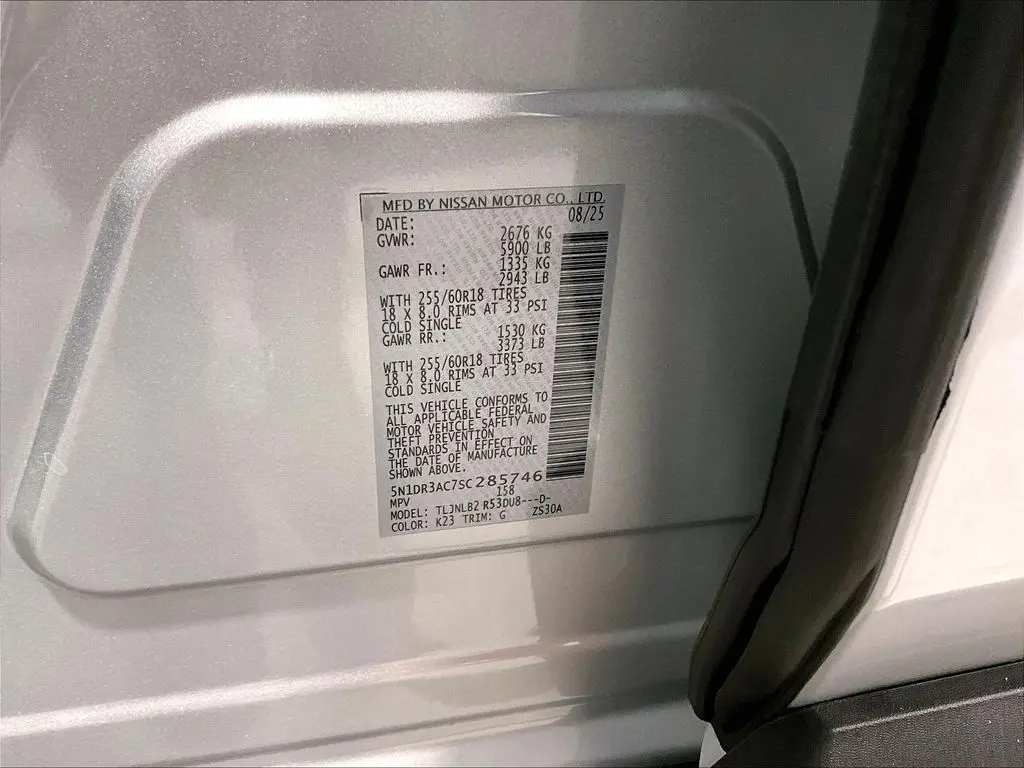 MFD BY NISSAN MOTOR CO., LTD.
DATE: 08/25
GVWR: 2676 KG
5900 LB
GAWR FR.: 1335 KG
2943 LB
WITH 255/60R18 TIRES
18 X 8.0 RIMS AT 33 PSI
COLD SINGLE
GAWR RR.: 1530 KG
3373 LB
WITH 255/60R18 TIRES
18 X 8.0 RIMS AT 33 PSI
COLD SINGLE
THIS VEHICLE CONFORMS TO
ALL APPLICABLE FEDERAL
MOTOR VEHICLE SAFETY AND
THEFT PREVENTION
STANDARDS IN EFFECT ON
THE DATE OF MANUFACTURE
SHOWN ABOVE.
5N1DR3AC7SC285746
MPV 158
MODEL: TLJNLB2 R53DU8---D-
COLOR: K23 TRIM: G ZS30A